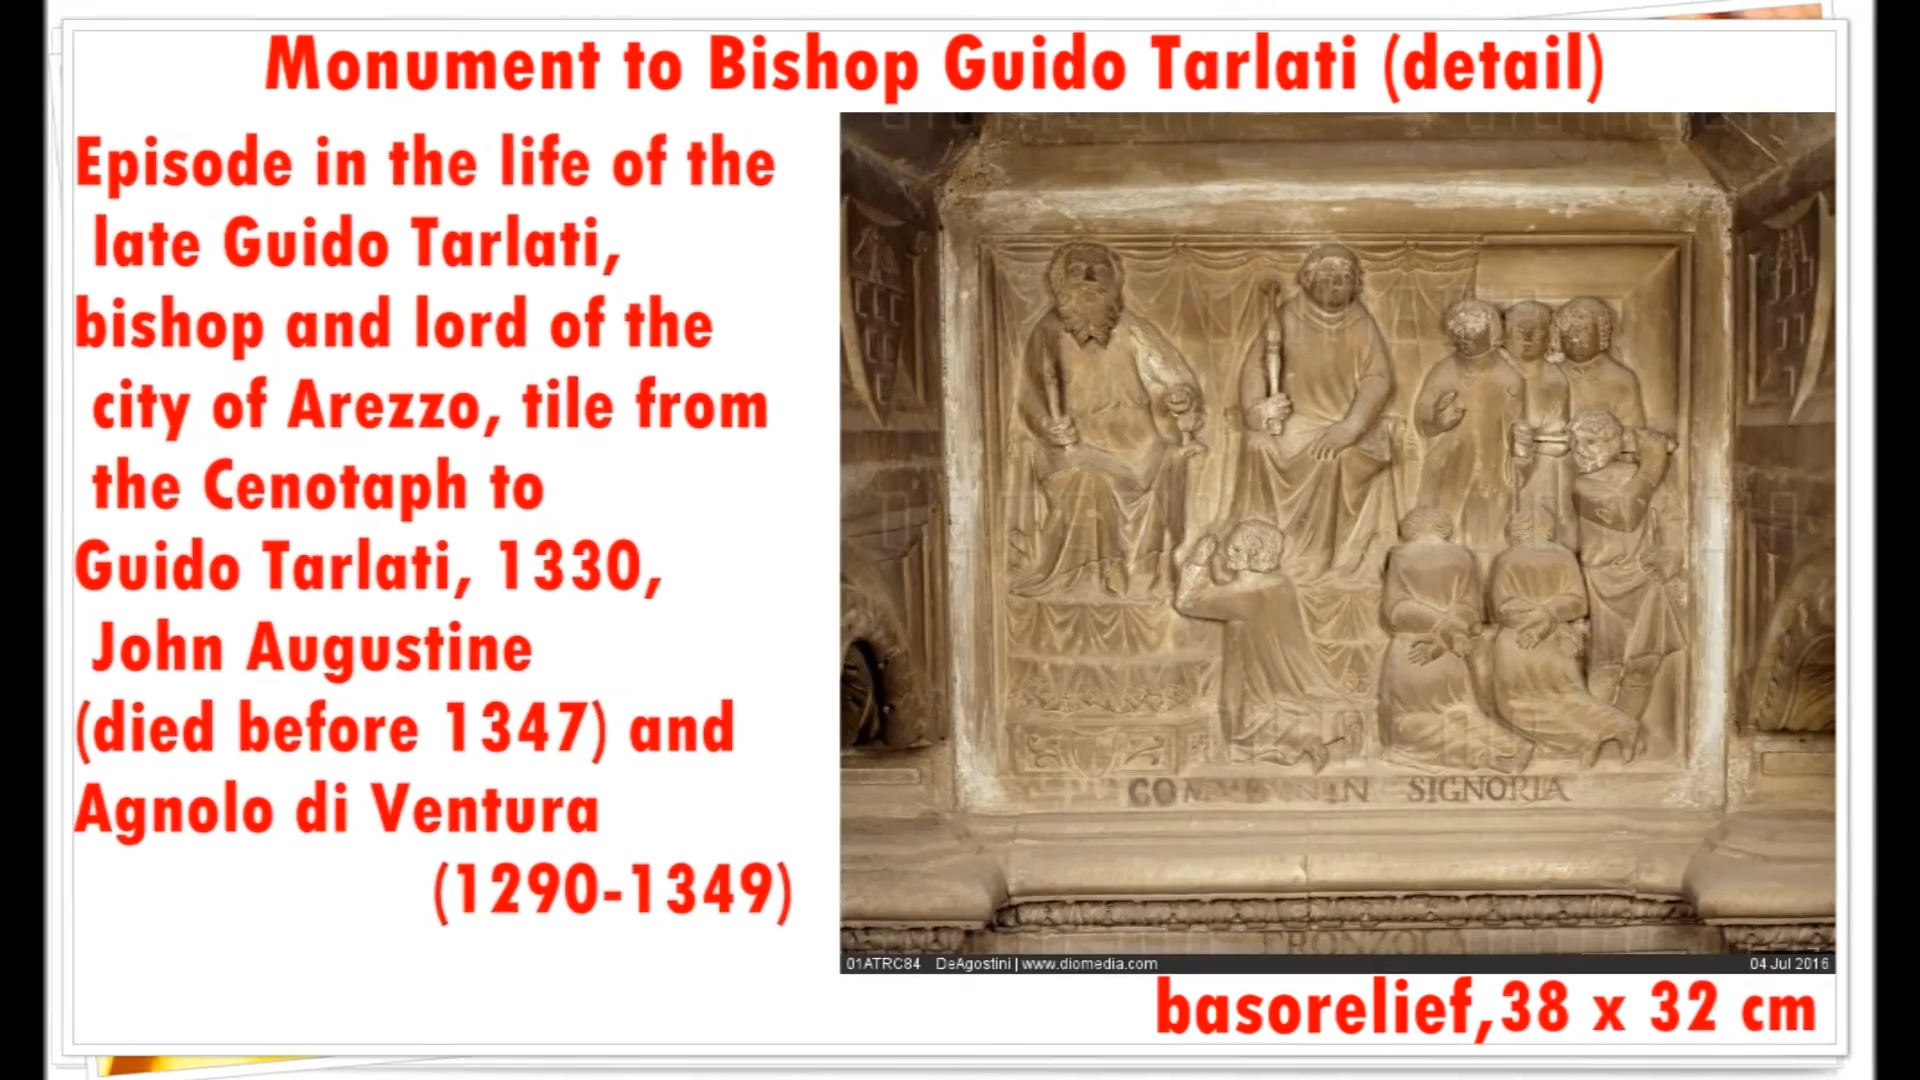 Monument to Bishop Guido Tarlati (detail)
Episode in the life of the
late Guido Tarlati,
bishop and lord of the
city of Arezzo, tile from
the Cenotaph to
Guido Tarlati, 1330,
John Augustine
(died before 1347) and
Agnolo di Ventura
(1290-1349)
SIGNORIA
FRONZOLA
01ATRC84 DeAgostini | www.diomedia.com
04 Jul 2016
basorelief,38 x 32 cm